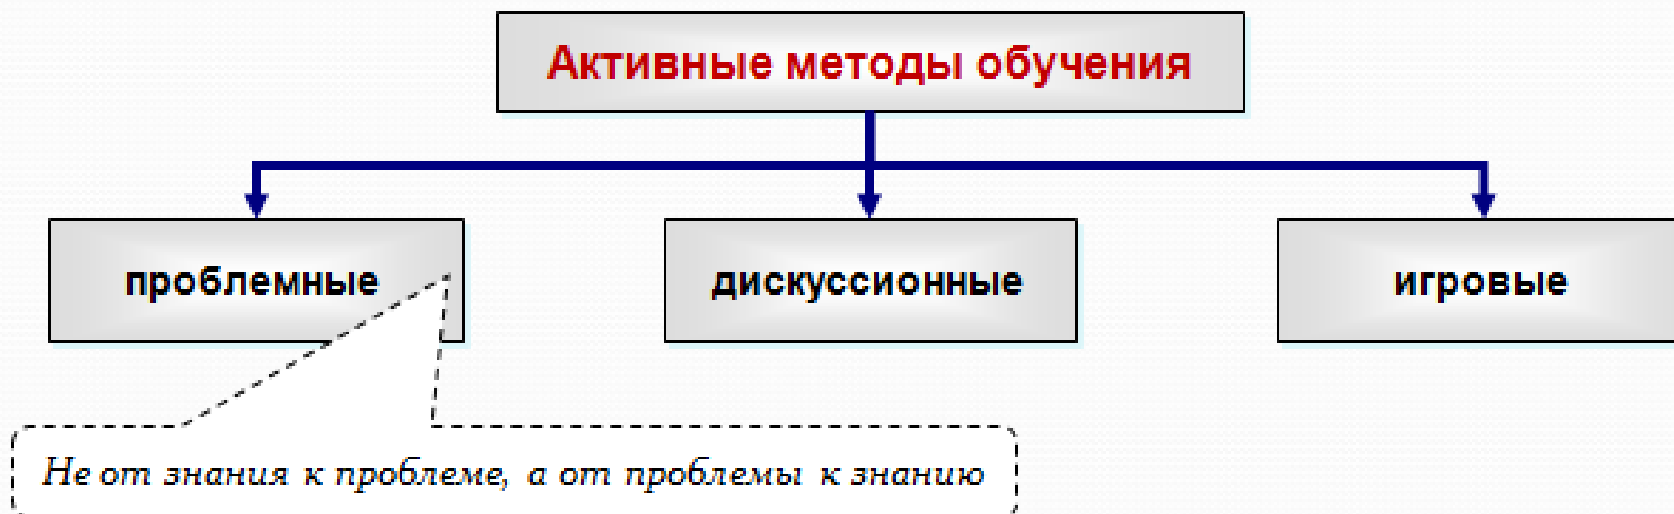 Активные методы обучения
проблемные
дискуссионные
игровые
Не от знания к проблеме, а от проблемы к знанию